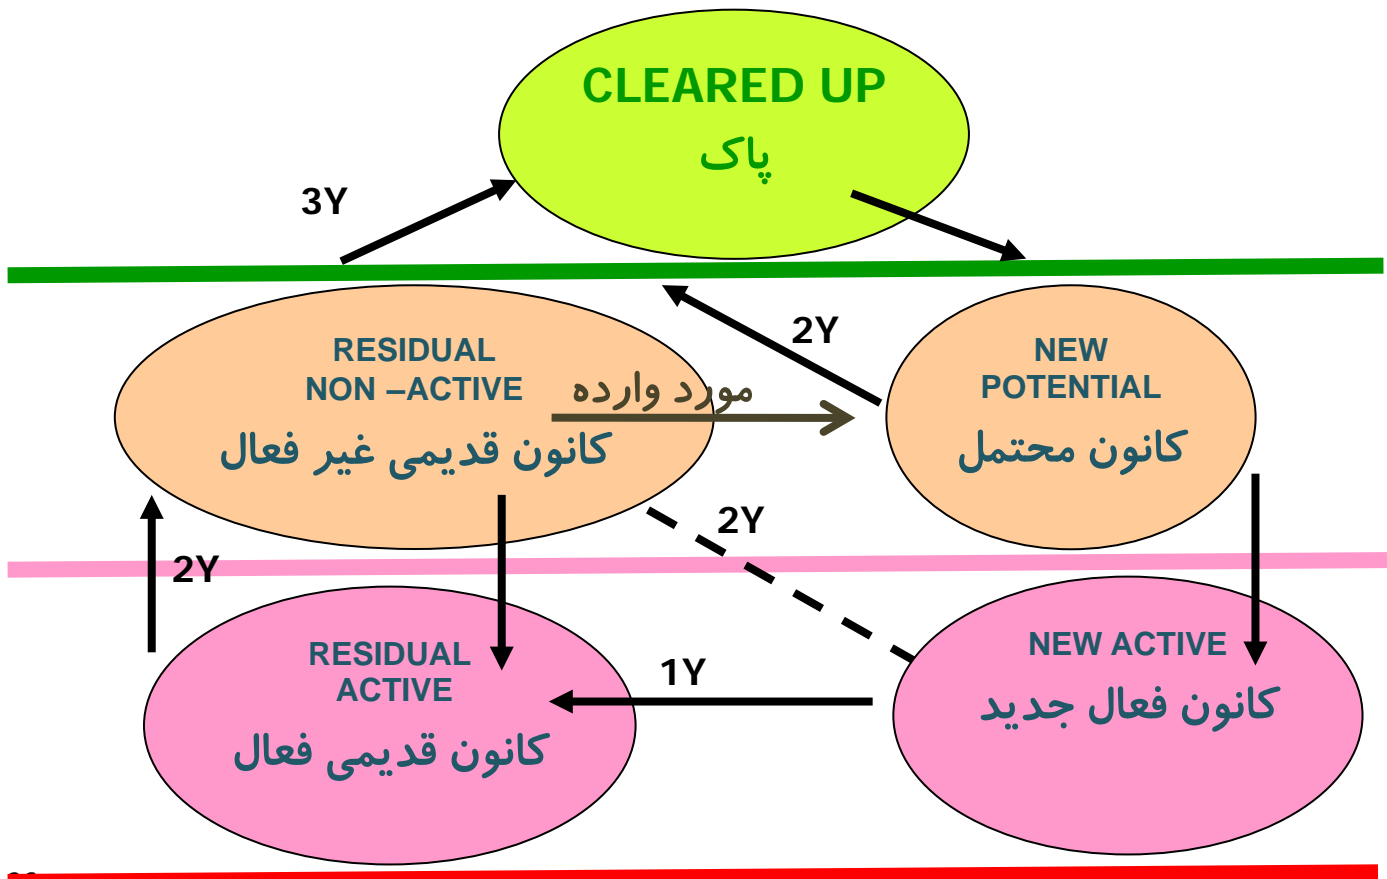 CLEARED UP
پاک
3Y
2Y
RESIDUAL
NON –ACTIVE
مورد وارده
کانون قدیمی غیر فعال
NEW
POTENTIAL
کانون محتمل
2Y
2Y
RESIDUAL
ACTIVE
کانون قدیمی فعال
1Y
NEW ACTIVE
کانون فعال جدید